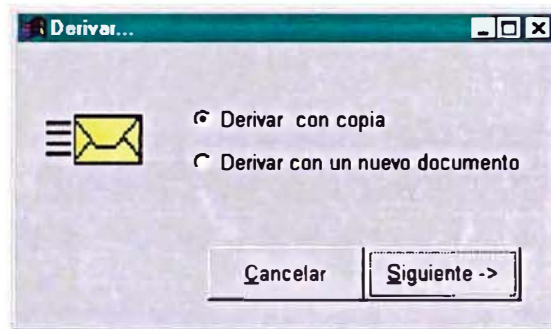 Derivar...
Derivar con copia
Derivar con un nuevo documento
Cancelar
Siguiente ->